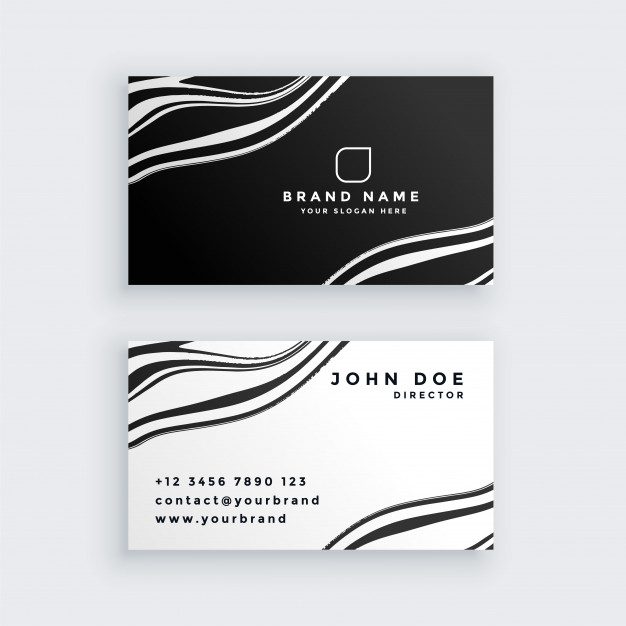 BRAND NAME
YOUR SLOGAN HERE
JOHN DOE
DIRECTOR
+12 3456 7890 123
contact@yourbrand
www.yourbrand